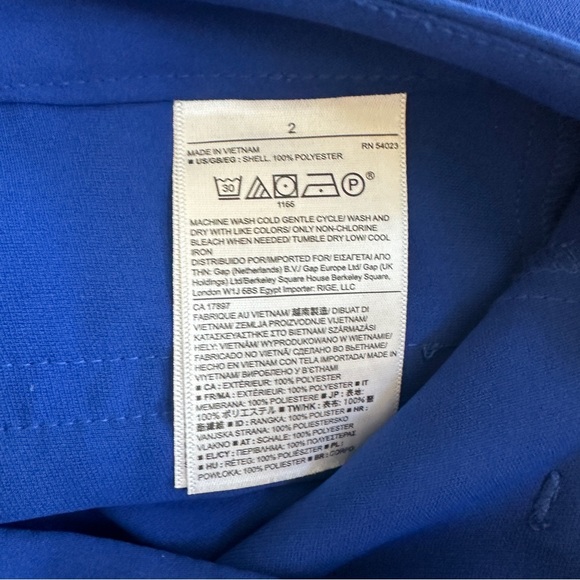 2
MADE IN VIETNAM RN 54023
■ US/GB/EG : SHELL. 100% POLYESTER
30 P ®
1166
MACHINE WASH COLD GENTLE CYCLE/ WASH AND
DRY WITH LIKE COLORS/ ONLY NON-CHLORINE
BLEACH WHEN NEEDED/ TUMBLE DRY LOW/ COOL
IRON
DISTRIBUIDO POR/IMPORTED FOR/ ΕΙΣΑΓΕΤΑΙ ΑΠΟ
THN: Gap (Netherlands) B.V./ Gap Europe Ltd/ Gap (UK
Holdings) Ltd/Berkeley Square House Berkeley Square,
London W1J 6BS Egypt Importer: RIGE, LLC
CA 17897
FABRIQUE AU VIETNAM/ 越南製造/ DIBUAT DI
VIETNAM/ ZEMLJA PROIZVODNJE VIJETNAM/
ΚΑΤΑΣΚΕΥΑΣΤΗΚΕ ΣΤΟ ΒΙΕΤΝΑΜ/ SZÁRMAZÁSI
HELY: VIETNÁM/ WYPRODUKOWANO W WIETNAMIE/
FABRICADO NO VIETNÃ/ СДЕЛАНО ВО ВЬЕТНАМЕ/
VIETNAM DA IMPORTADA/ MADE IN
VIYETNAM/ ВИРОБЛЕНО У В'ЄТНАМІ
■ CA : EXTÉRIEUR: 100% POLYESTER
■ FR/MA : EXTÉRIEUR: 100% POLYESTER ■ IT
MEMBRANA: 100% POLIESTERE ■ JP : 表地:
100% ポリエステル ■ TW/HK : 表布: 100% 聚
酯纖維 ■ ID : RANGKA: 100% POLIESTER ■ HR :
VANJSKA STRANA: 100% POLIESTERSKO
VLAKNO ■ AT : SCHALE: 100% POLYESTER
■ EL/CY : ΠΕΡΙΒΛΗΜΑ: 100% ΠΟΛΥΕΣΤΕΡΑΣ
■ HU : RÉTEG: 100% POLIÉSZTER ■ PL :
POWŁOKA: 100% POLIESTER ■ BR : CORPO